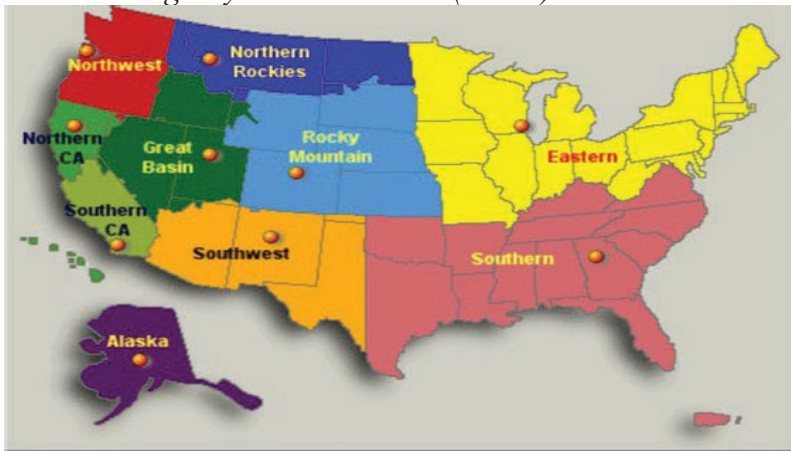 Northwest
Northern
Rockies
Northern
CA
Great
Basin
Rocky
Mountain
Eastern
Southern
CA
Southwest
Southern
Alaska